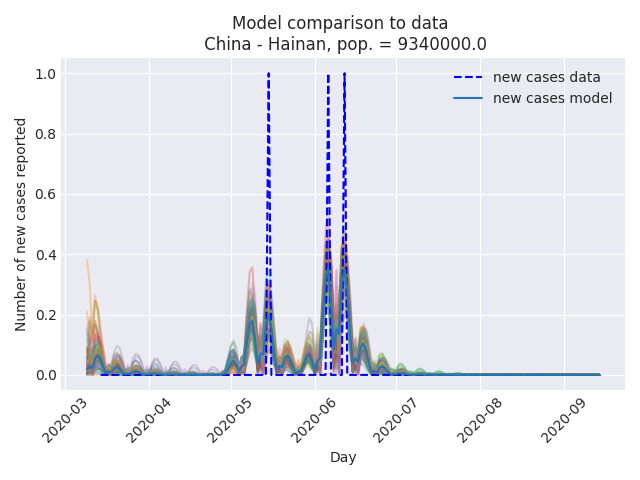 Model comparison to data
China - Hainan, pop. = 9340000.0
Number of new cases reported
1.0
0.8
0.6
0.4
0.2
0.0
new cases data
new cases model
2020-03
2020-04
2020-05
2020-06
2020-07
2020-08
2020-09
Day